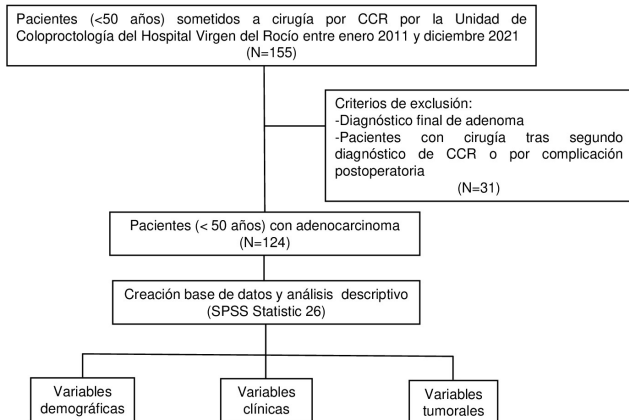 Pacientes (<50 años) sometidos a cirugía por CCR por la Unidad de
Coloproctología del Hospital Virgen del Rocío entre enero 2011 y diciembre 2021
(N=155)
Criterios de exclusión:
-Diagnóstico final de adenoma
-Pacientes con cirugía tras segundo
diagnóstico de CCR o por complicación
postoperatoria
(N=31)
Pacientes (< 50 años) con adenocarcinoma
(N=124)
Creación base de datos y análisis descriptivo
(SPSS Statistic 26)
Variables
demográficas
Variables
clínicas
Variables
tumorales